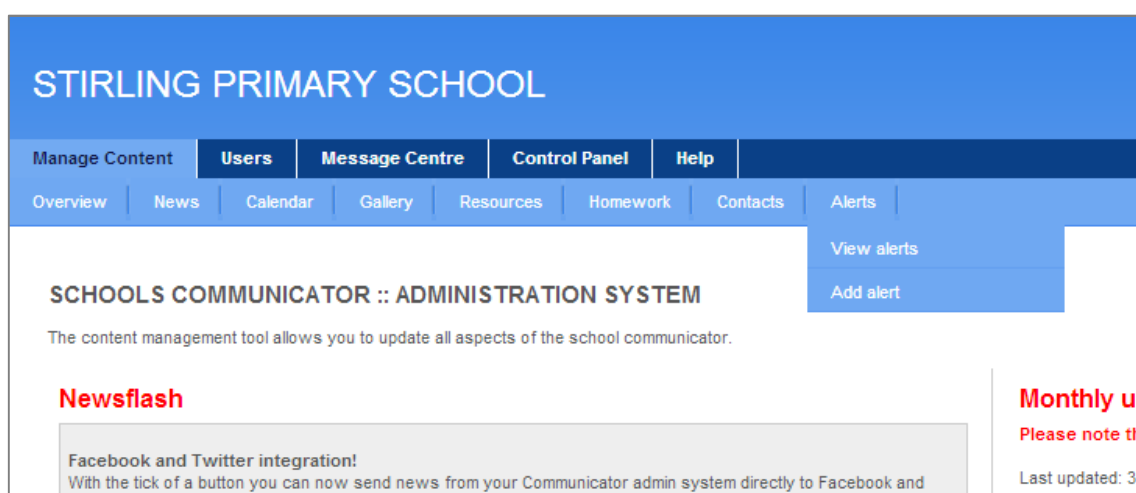 STIRLING PRIMARY SCHOOL
Manage Content Users Message Centre Control Panel Help
Overview News Calendar Gallery Resources Homework Contacts Alerts
View alerts
Add alert
SCHOOLS COMMUNICATOR :: ADMINISTRATION SYSTEM
The content management tool allows you to update all aspects of the school communicator.
Newsflash
Facebook and Twitter integration!
With the tick of a button you can now send news from your Communicator admin system directly to Facebook and
Monthly u
Please note th
Last updated: 3